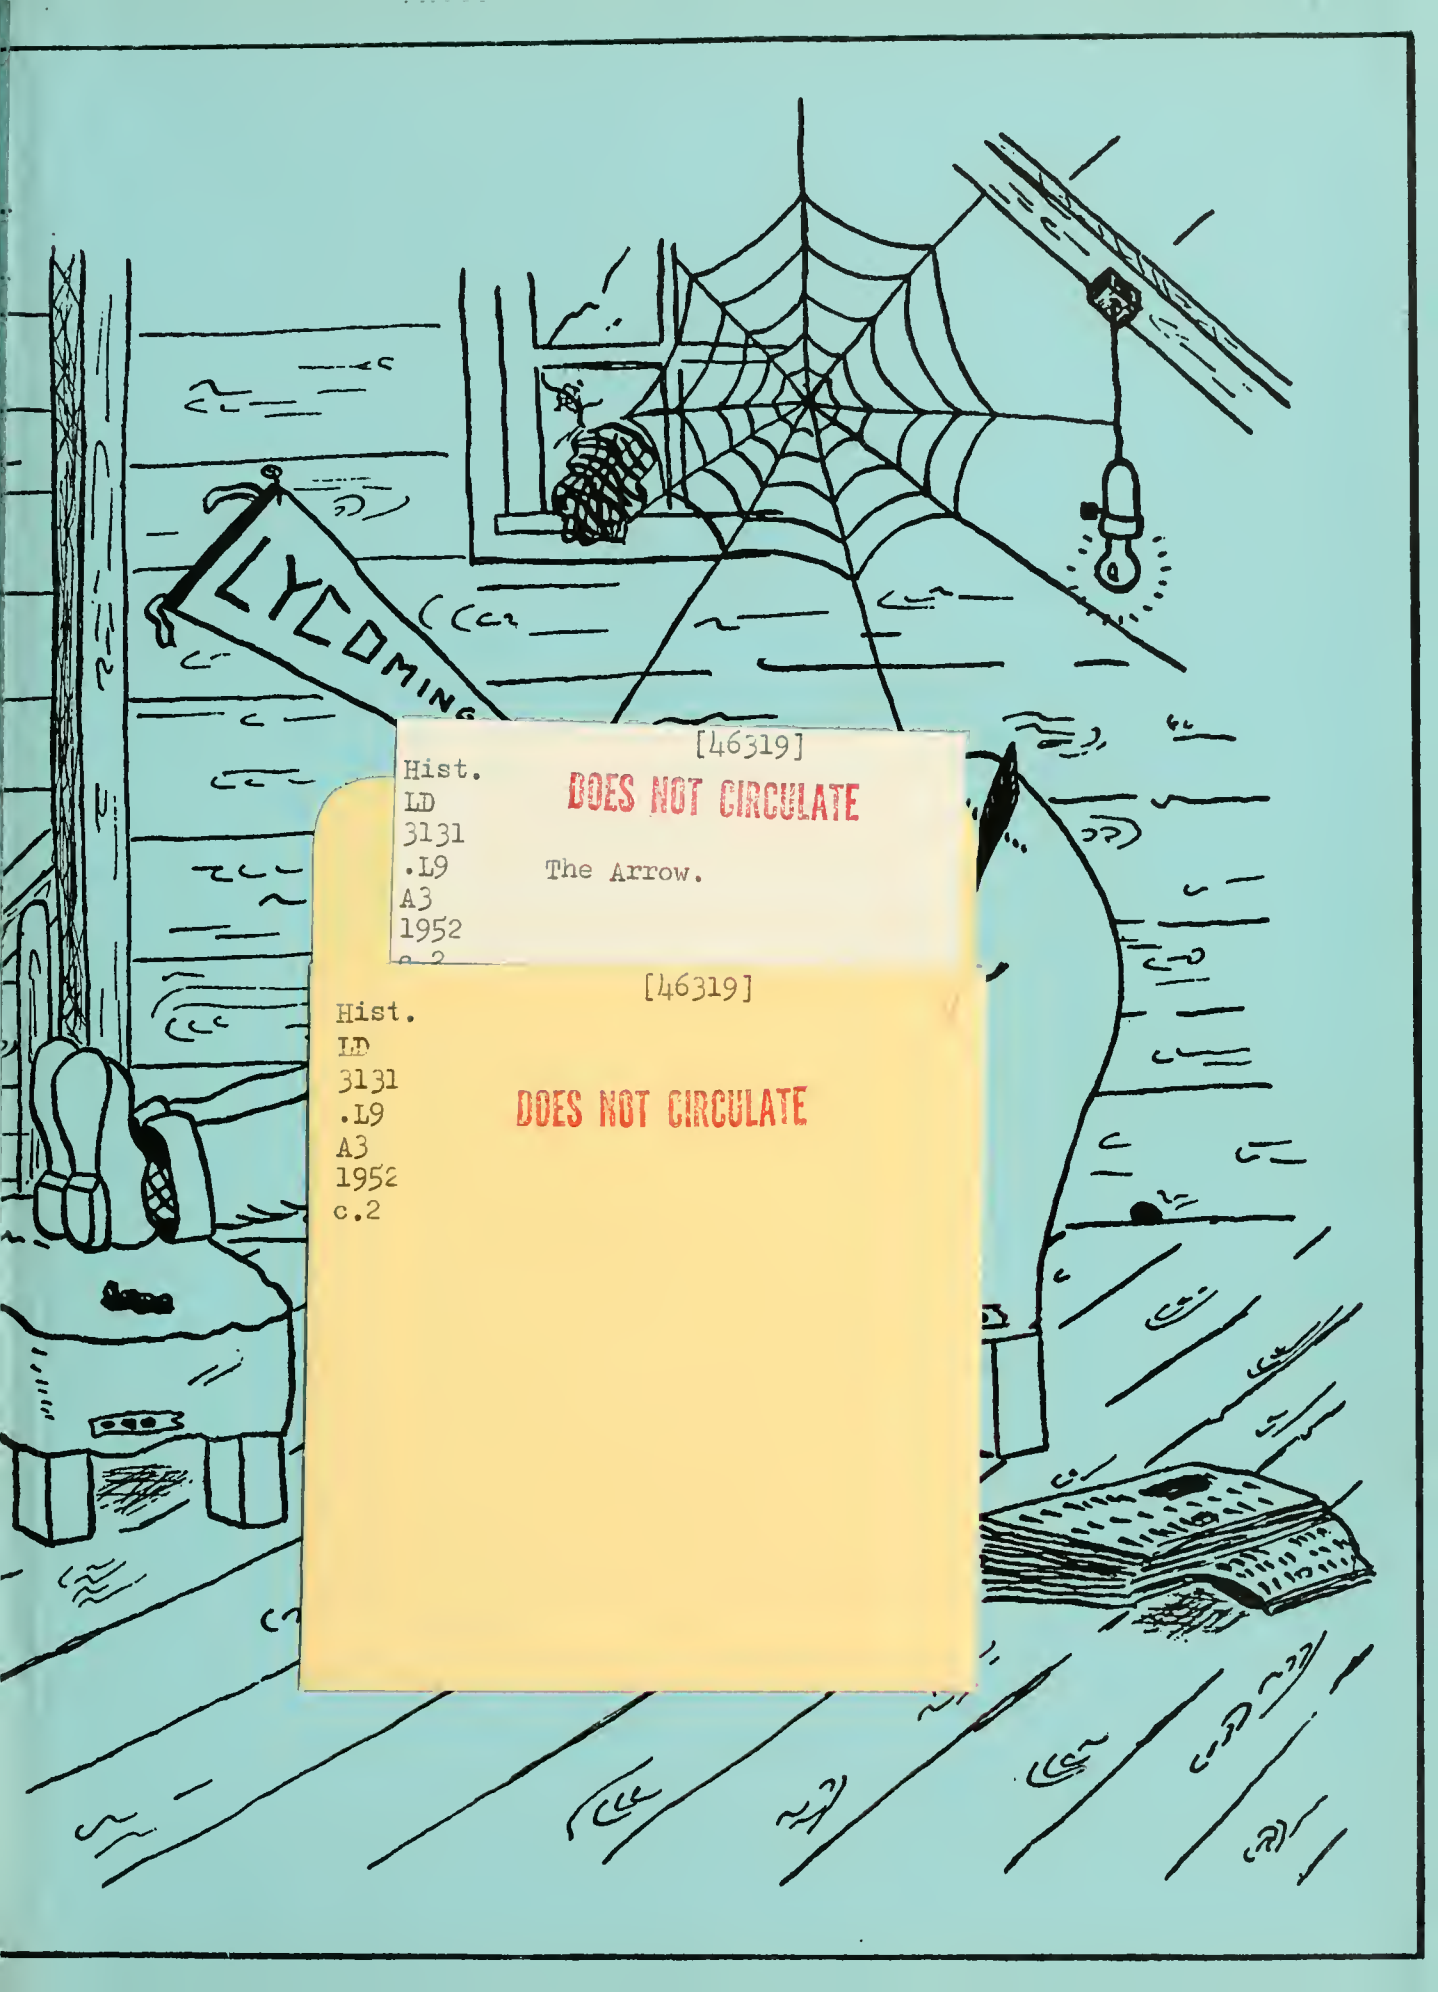 LYCOMING
[46319]
Hist.
DOES NOT CIRCULATE
LD
3131
.L9
The Arrow.
A3
1952
c.2
[46319]
Hist.
LD
3131
DOES NOT CIRCULATE
.L9
A3
1952
c.2